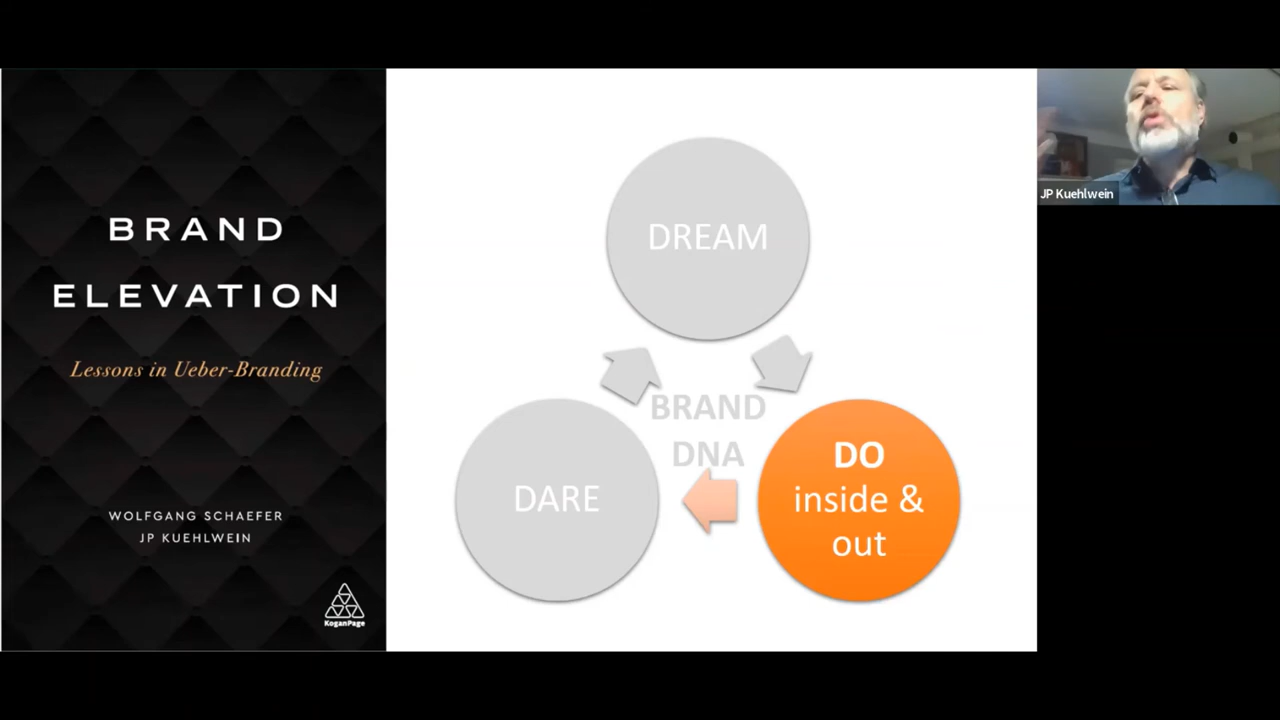 BRAND
ELEVATION
Lessons in Ueber-Branding
WOLFGANG SCHAEFER
JP KUEHLWEIN
KoganPage
DREAM
BRAND
DNA
DO
inside &
out
DARE
JP Kuehlwein